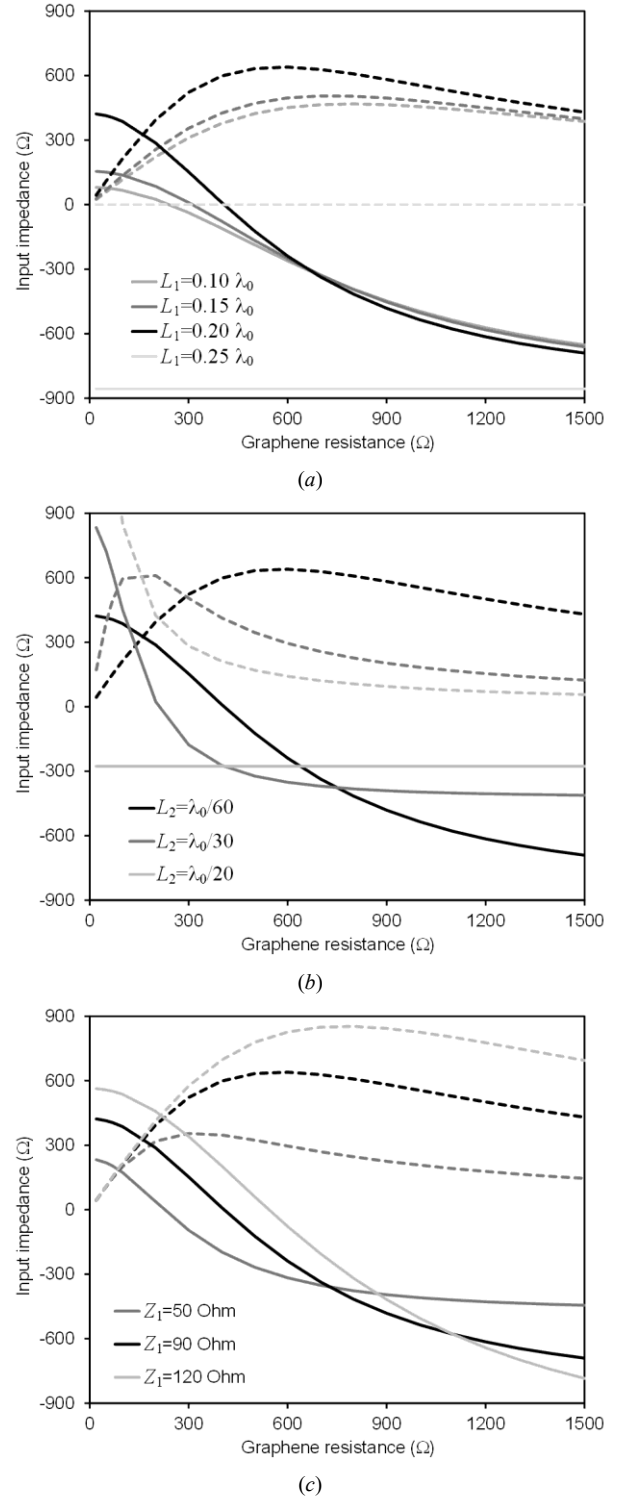 900
600
300
0
-300
-600
-900
Input impedance (Ω)
L₁=0.10 λ₀
L₁=0.15 λ₀
L₁=0.20 λ₀
L₁=0.25 λ₀
0 300 600 900 1200 1500
Graphene resistance (Ω)
(a)
900
600
300
0
-300
-600
-900
Input impedance (Ω)
L₂=λ₀/60
L₂=λ₀/30
L₂=λ₀/20
0 300 600 900 1200 1500
Graphene resistance (Ω)
(b)
900
600
300
0
-300
-600
-900
Input impedance (Ω)
Z₁=50 Ohm
Z₁=90 Ohm
Z₁=120 Ohm
0 300 600 900 1200 1500
Graphene resistance (Ω)
(c)